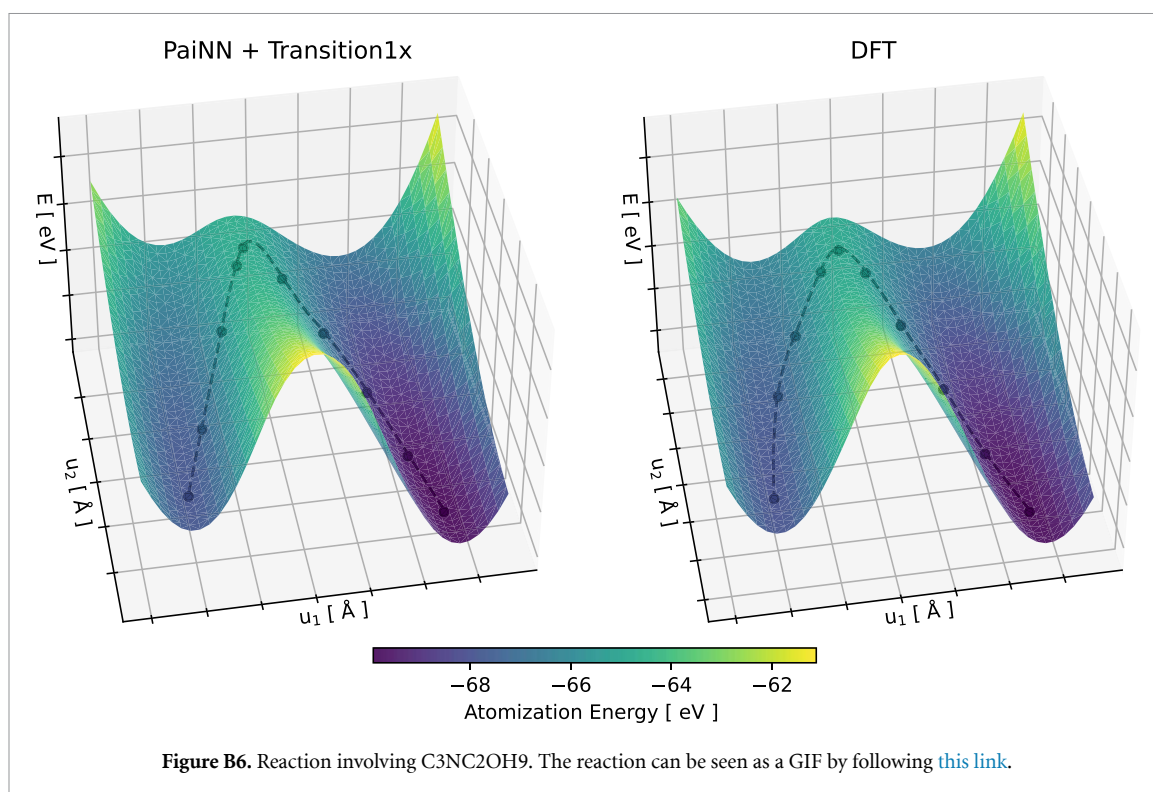 PaiNN + Transition1x
DFT
E [ eV ]
E [ eV ]
u₂ [ Å ]
u₂ [ Å ]
u₁ [ Å ]
u₁ [ Å ]
−68 −66 −64 −62
Atomization Energy [ eV ]
Figure B6. Reaction involving C3NC2OH9. The reaction can be seen as a GIF by following this link.